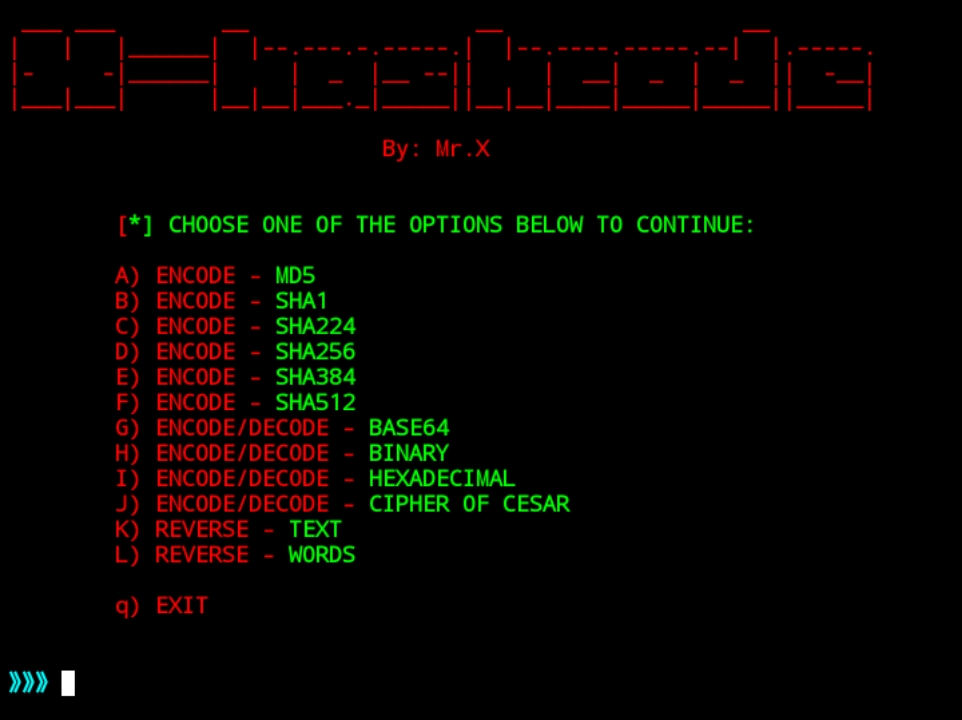 X-hashcode
By: Mr.X
[*] CHOOSE ONE OF THE OPTIONS BELOW TO CONTINUE:
A) ENCODE - MD5
B) ENCODE - SHA1
C) ENCODE - SHA224
D) ENCODE - SHA256
E) ENCODE - SHA384
F) ENCODE - SHA512
G) ENCODE/DECODE - BASE64
H) ENCODE/DECODE - BINARY
I) ENCODE/DECODE - HEXADECIMAL
J) ENCODE/DECODE - CIPHER OF CESAR
K) REVERSE - TEXT
L) REVERSE - WORDS
q) EXIT
⟫⟫⟫